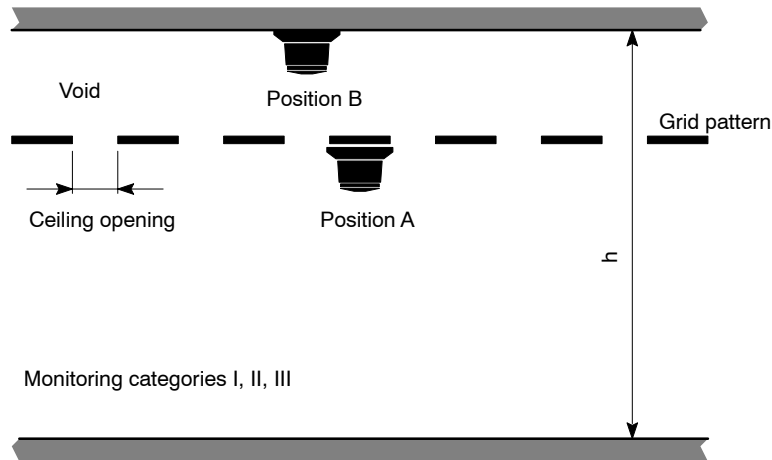 Void
Position B
Grid pattern
Ceiling opening
Position A
h
Monitoring categories I, II, III